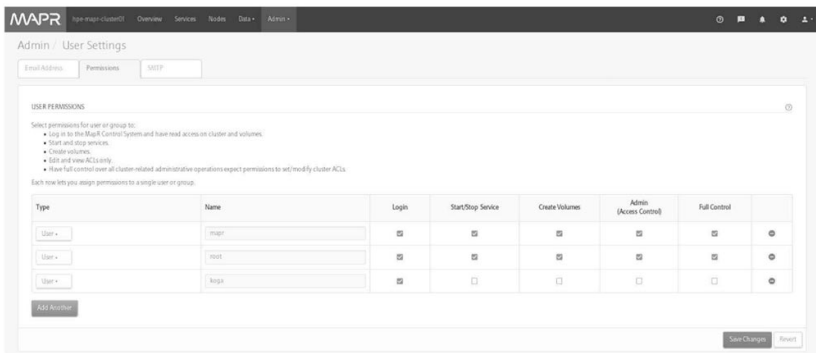 MAPR hpe-mapr-cluster01 Overview Services Nodes Data Admin
Admin / User Settings
Email Address Permissions SMTP
USER PERMISSIONS
Select permissions for user or group to:
• Log in to the MapR Control System and have read access on cluster and volumes.
• Start and stop services.
• Create volumes.
• Edit and view ACLs only.
• Have full control over all cluster-related administrative operations expect permissions to set/modify cluster ACLs.
Each row lets you assign permissions to a single user or group.
Type Name Login Start/Stop Service Create Volumes Admin (Access Control) Full Control
User mapr
User root
User
Add Another
Save Changes Revert